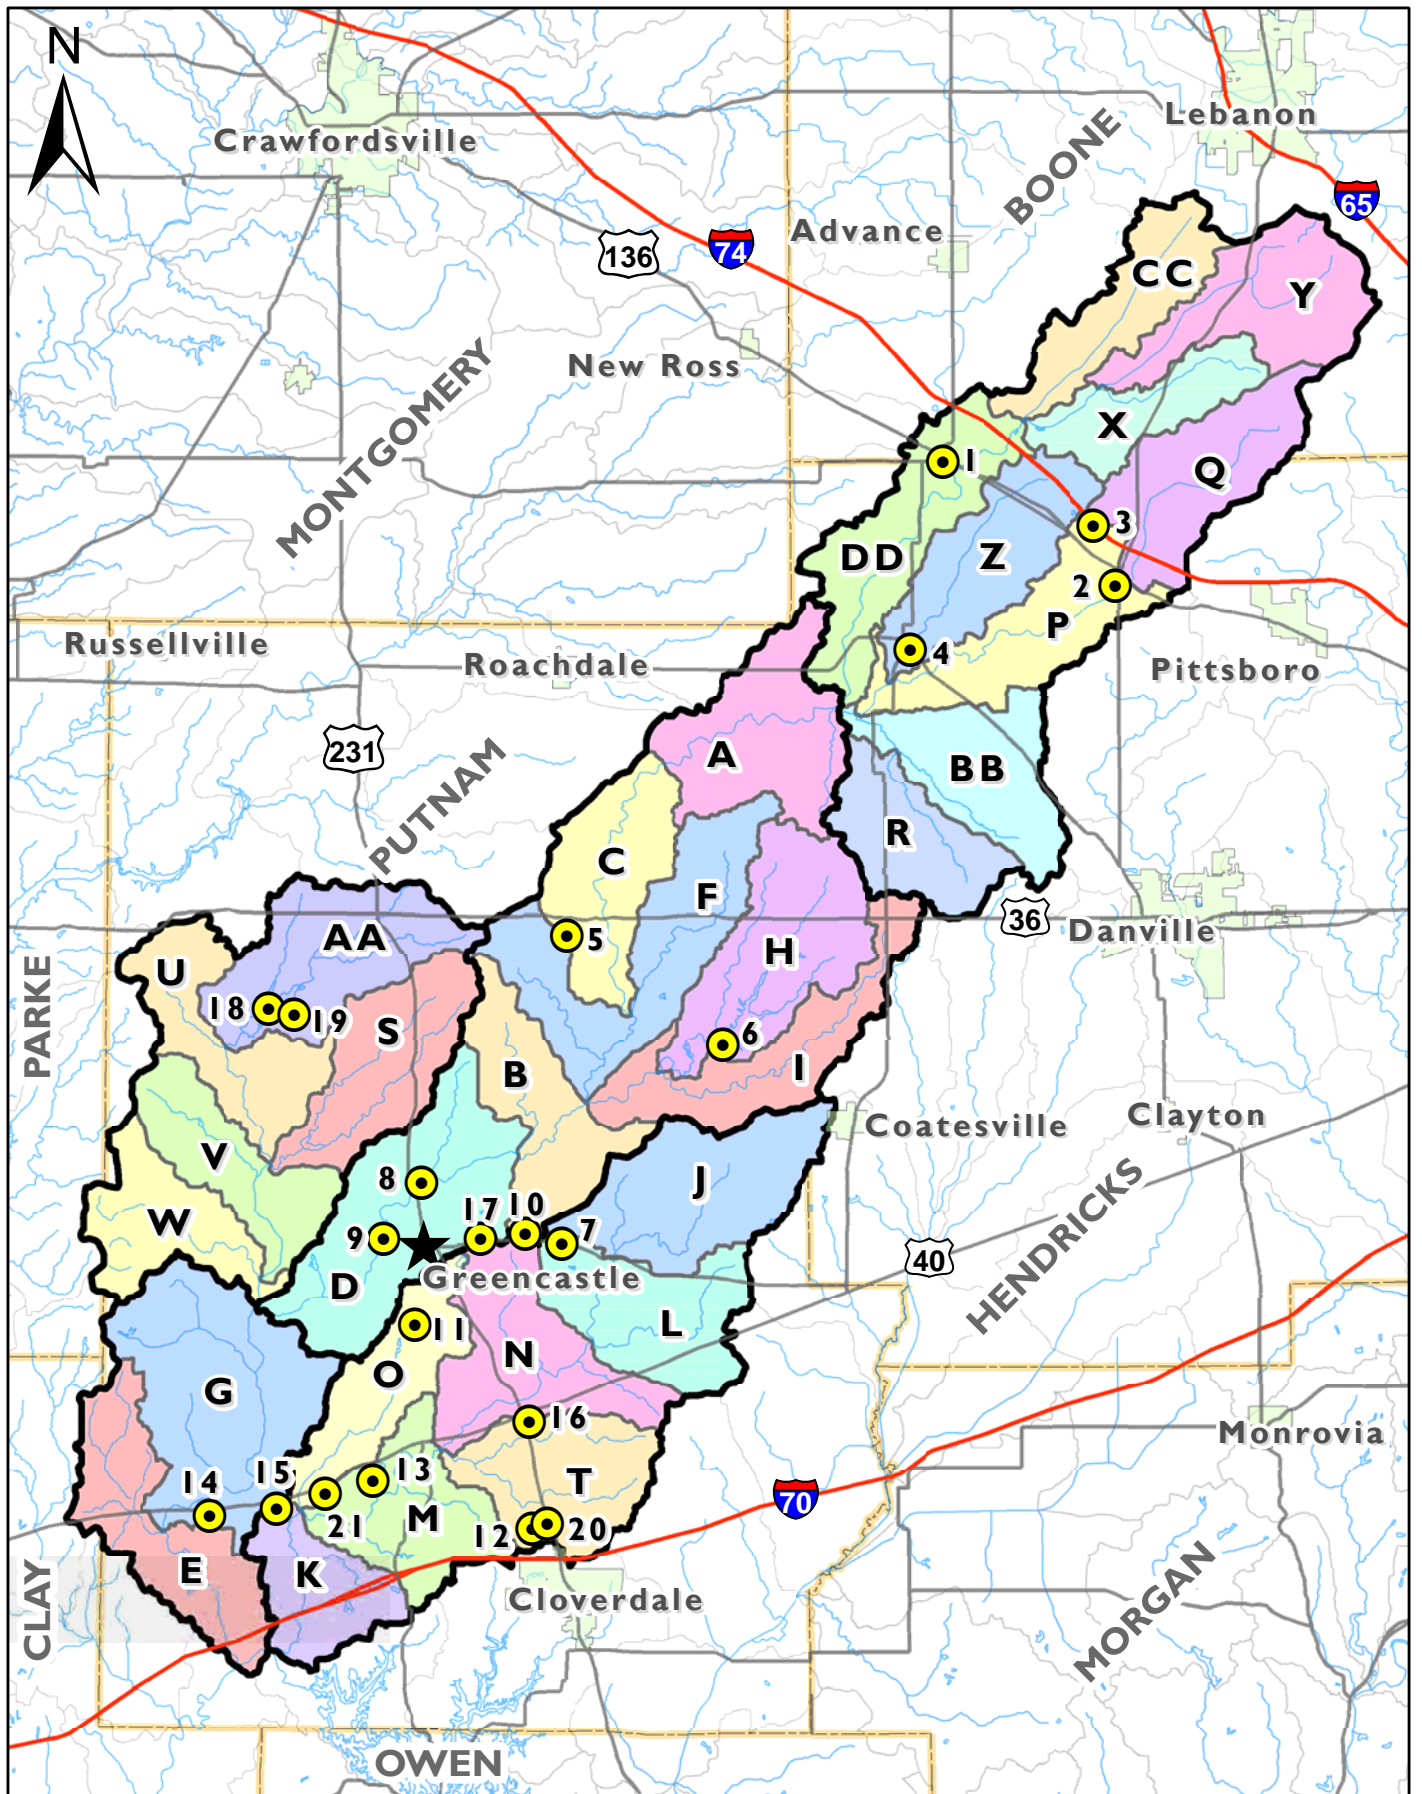 N
Crawfordsville
Lebanon
BOONE
65
136
74
Advance
CC
Y
New Ross
MONTGOMERY
X
1
Q
3
DD
Z
2
P
Russellville
Roachdale
4
Pittsboro
231
PUTNAM
A
BB
R
C
F
36
Danville
AA
5
H
U
PARKE
18
19
S
6
I
B
Coatesville
Clayton
V
8
J
HENDRICKS
W
17
10
9
7
40
Greencastle
D
11
L
N
O
G
16
Monrovia
15
13
14
T
70
21
M
12
20
E
K
CLAY
Cloverdale
MORGAN
OWEN